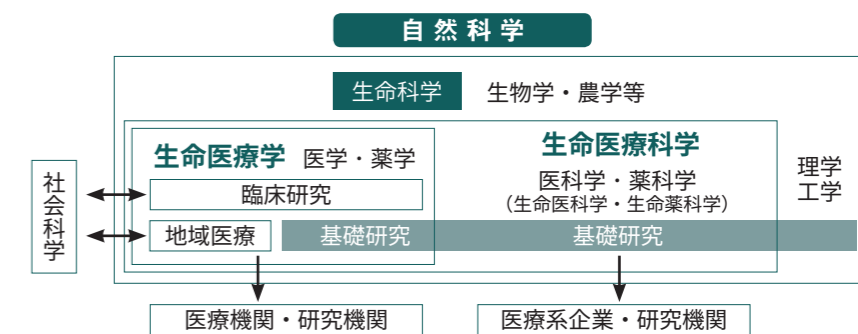 自然科学
生命科学 生物学・農学等
生命医療学 医学・薬学
生命医療科学
医科学・薬科学
（生命医科学・生命薬科学）
理学
工学
社会科学
臨床研究
地域医療
基礎研究
基礎研究
医療機関・研究機関
医療系企業・研究機関